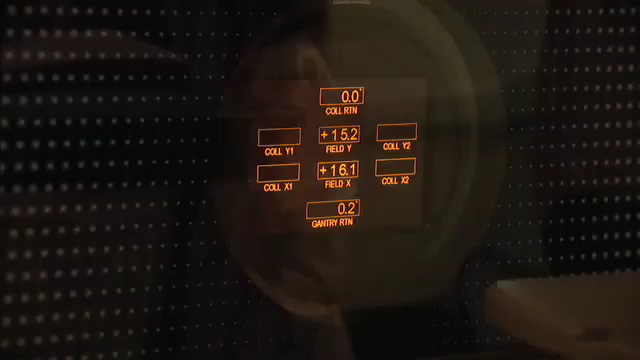 0.0°
COLL RTN
+15.2
COLL Y1 FIELD Y COLL Y2
+16.1
COLL X1 FIELD X COLL X2
0.2°
GANTRY RTN